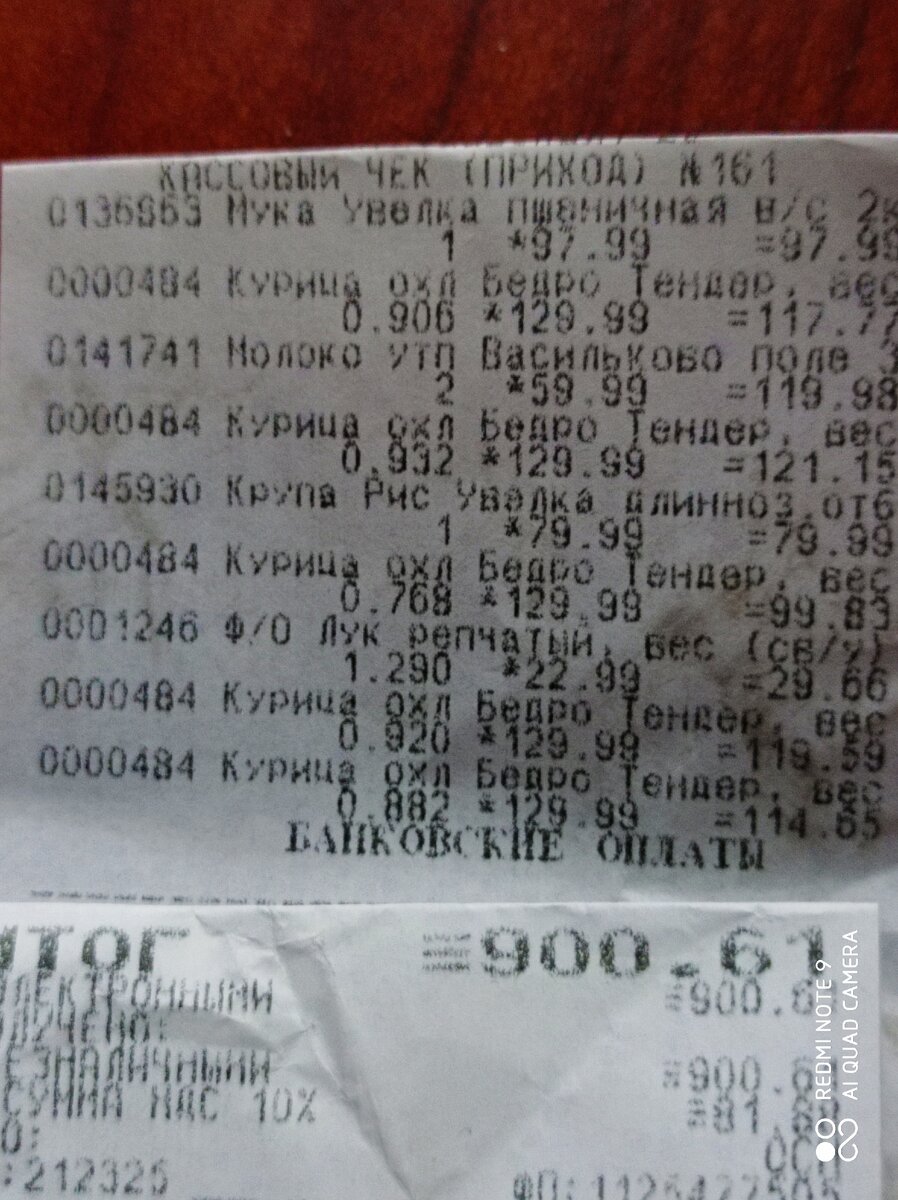 КАССОВЫЙ ЧЕК (ПРИХОД) №161
0136863 Мука Увелка пшеничная в/с 2к
1 *97.99 =97.99
0000484 Курица охл Бедро Тендер, вес
0.906 *129.99 =117.77
0141741 Молоко утп Васильково поле 3
2 *59.99 =119.98
0000484 Курица охл Бедро Тендер, вес
0.932 *129.99 =121.15
0145930 Крупа Рис Увелка длинноз.от6
1 *79.99 =79.99
0000484 Курица охл Бедро Тендер, вес
0.768 *129.99 =99.83
0001246 Ф/О Лук репчатый, вес (св/у)
1.290 *22.99 =29.66
0000484 Курица охл Бедро Тендер, вес
0.920 *129.99 =119.59
0000484 Курица охл Бедро Тендер, вес
0.882 *129.99 =114.65
БАНКОВСКИЕ ОПЛАТЫ
ИТОГ =900.61
ЛЕКТРОННЫМИ =900.61
ЛУЧЕНО:
ЕЗНАЛИЧНЫМИ =900.61
СУММА НДС 10%
О:
:212325
REDMI NOTE 9
AI QUAD CAMERA